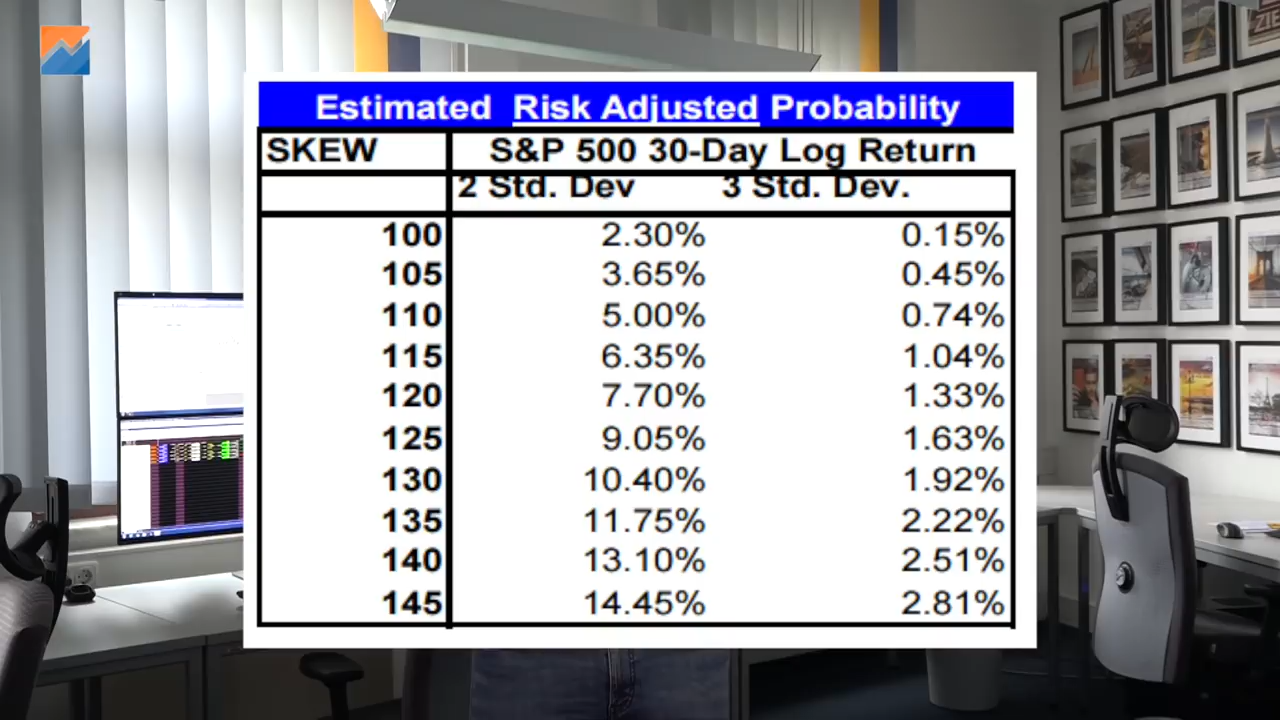 Estimated Risk Adjusted Probability
SKEW S&P 500 30-Day Log Return
2 Std. Dev 3 Std. Dev.
100 2.30% 0.15%
105 3.65% 0.45%
110 5.00% 0.74%
115 6.35% 1.04%
120 7.70% 1.33%
125 9.05% 1.63%
130 10.40% 1.92%
135 11.75% 2.22%
140 13.10% 2.51%
145 14.45% 2.81%